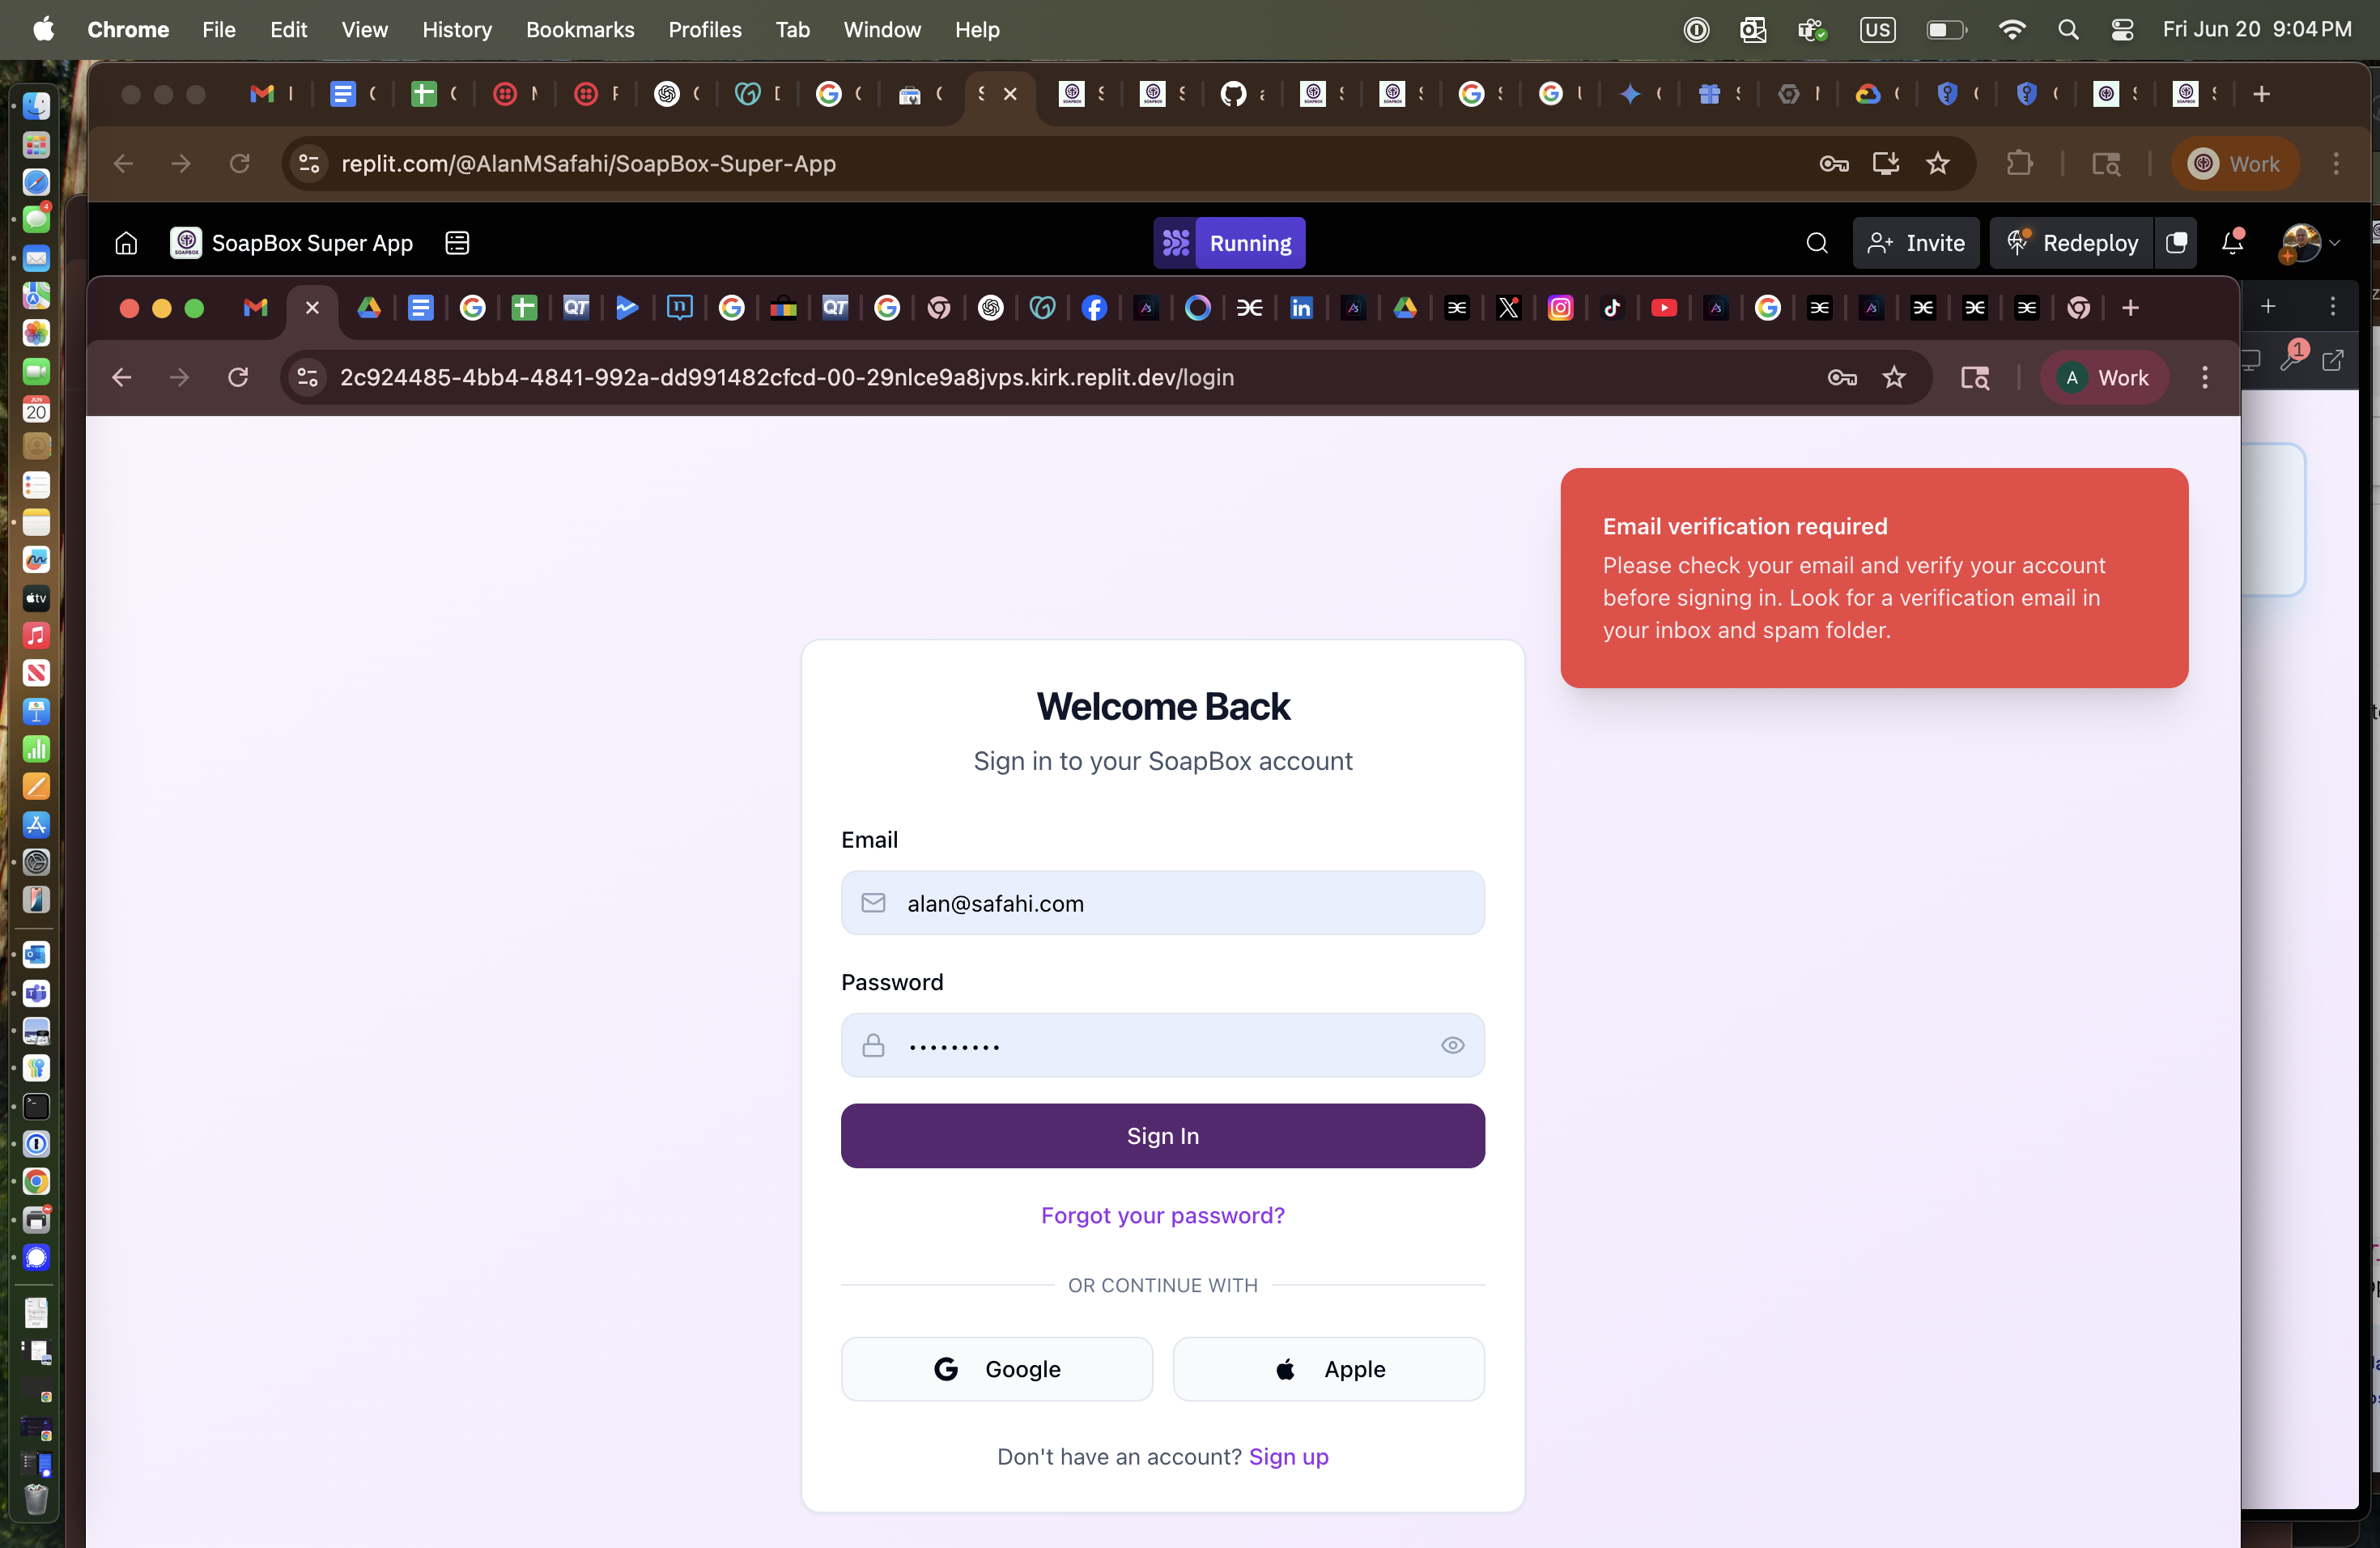 Chrome File Edit View History Bookmarks Profiles Tab Window Help US Fri Jun 20 9:04 PM
replit.com/@AlanMSafahi/SoapBox-Super-App Work
SoapBox Super App Running Invite Redeploy
2c924485-4bb4-4841-992a-dd991482cfcd-00-29nlce9a8jvps.kirk.replit.dev/login A Work
1
Email verification required
Please check your email and verify your account
before signing in. Look for a verification email in
your inbox and spam folder.
Welcome Back
Sign in to your SoapBox account
Email
alan@safahi.com
Password
Sign In
Forgot your password?
OR CONTINUE WITH
Google Apple
Don't have an account? Sign up